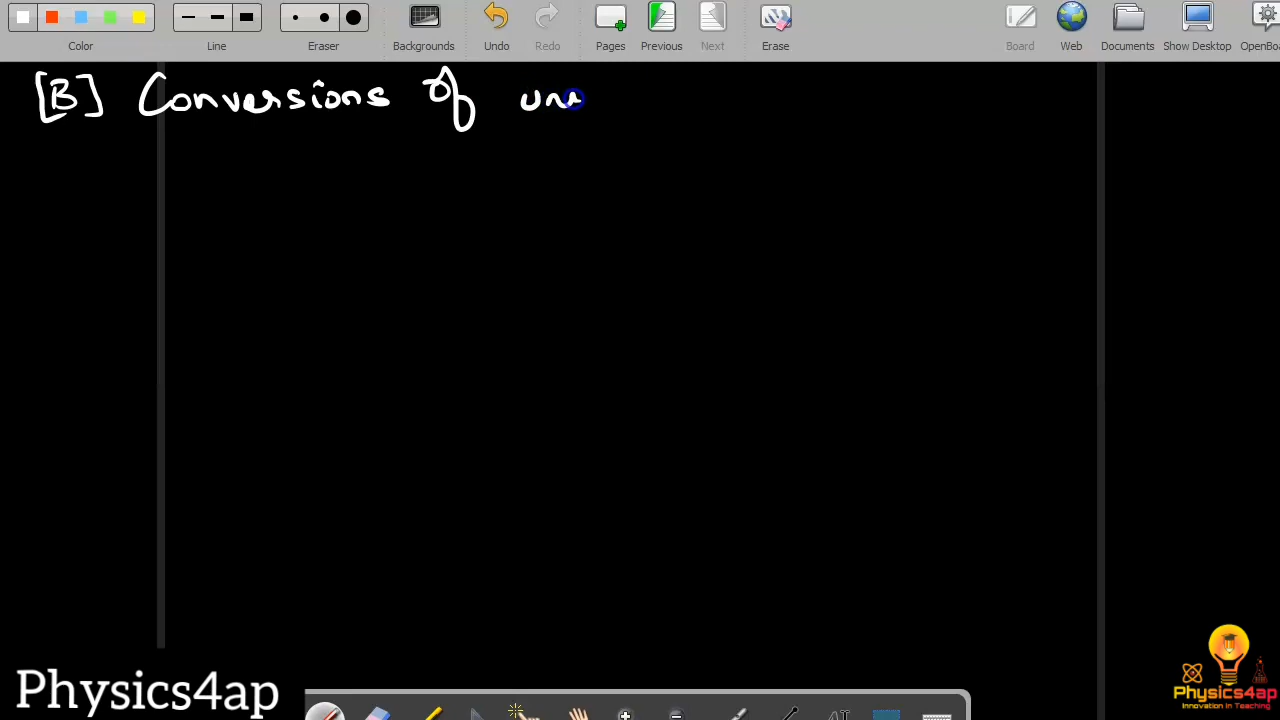 Color Line Eraser Backgrounds Undo Redo Pages Previous Next Erase Board Web Documents Show Desktop OpenBoa
[B] Conversions of un
Physics4ap
Physics4ap
Innovation in Teaching